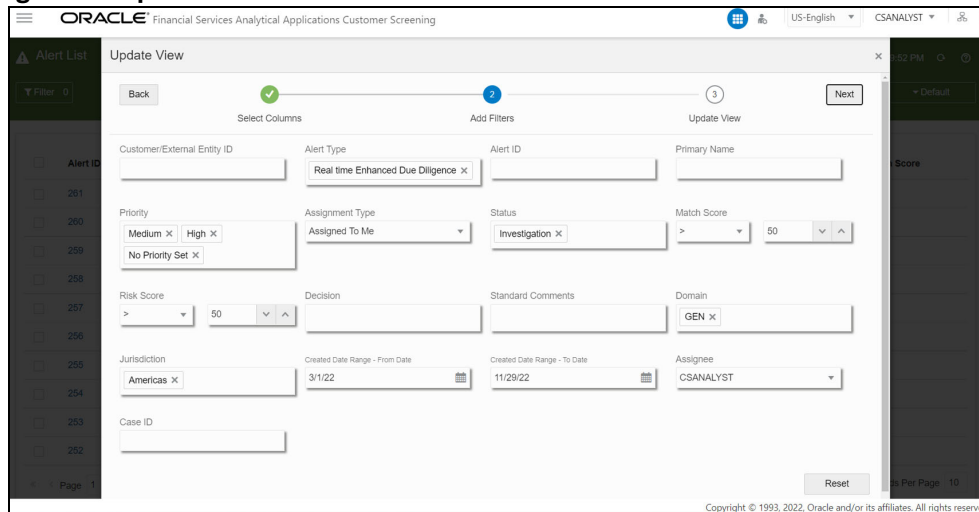 ORACLE® Financial Services Analytical Applications Customer Screening US-English CSANALYST
Alert List Update View × 9:52 PM
Filter 0 Back 2 3 Next Default
Select Columns Add Filters Update View
Customer/External Entity ID Alert Type Alert ID Primary Name
Alert ID Real time Enhanced Due Diligence × Score
261
Priority Assignment Type Status Match Score
260 Medium × High × Assigned To Me Investigation × > 50
259 No Priority Set ×
258
Risk Score Decision Standard Comments Domain
257 > 50 GEN ×
256
255 Jurisdiction Created Date Range - From Date Created Date Range - To Date Assignee
254 Americas × 3/1/22 11/29/22 CSANALYST
253 Case ID
252
Page 1 Reset Per Page 10
Copyright © 1993, 2022, Oracle and/or its affiliates. All rights